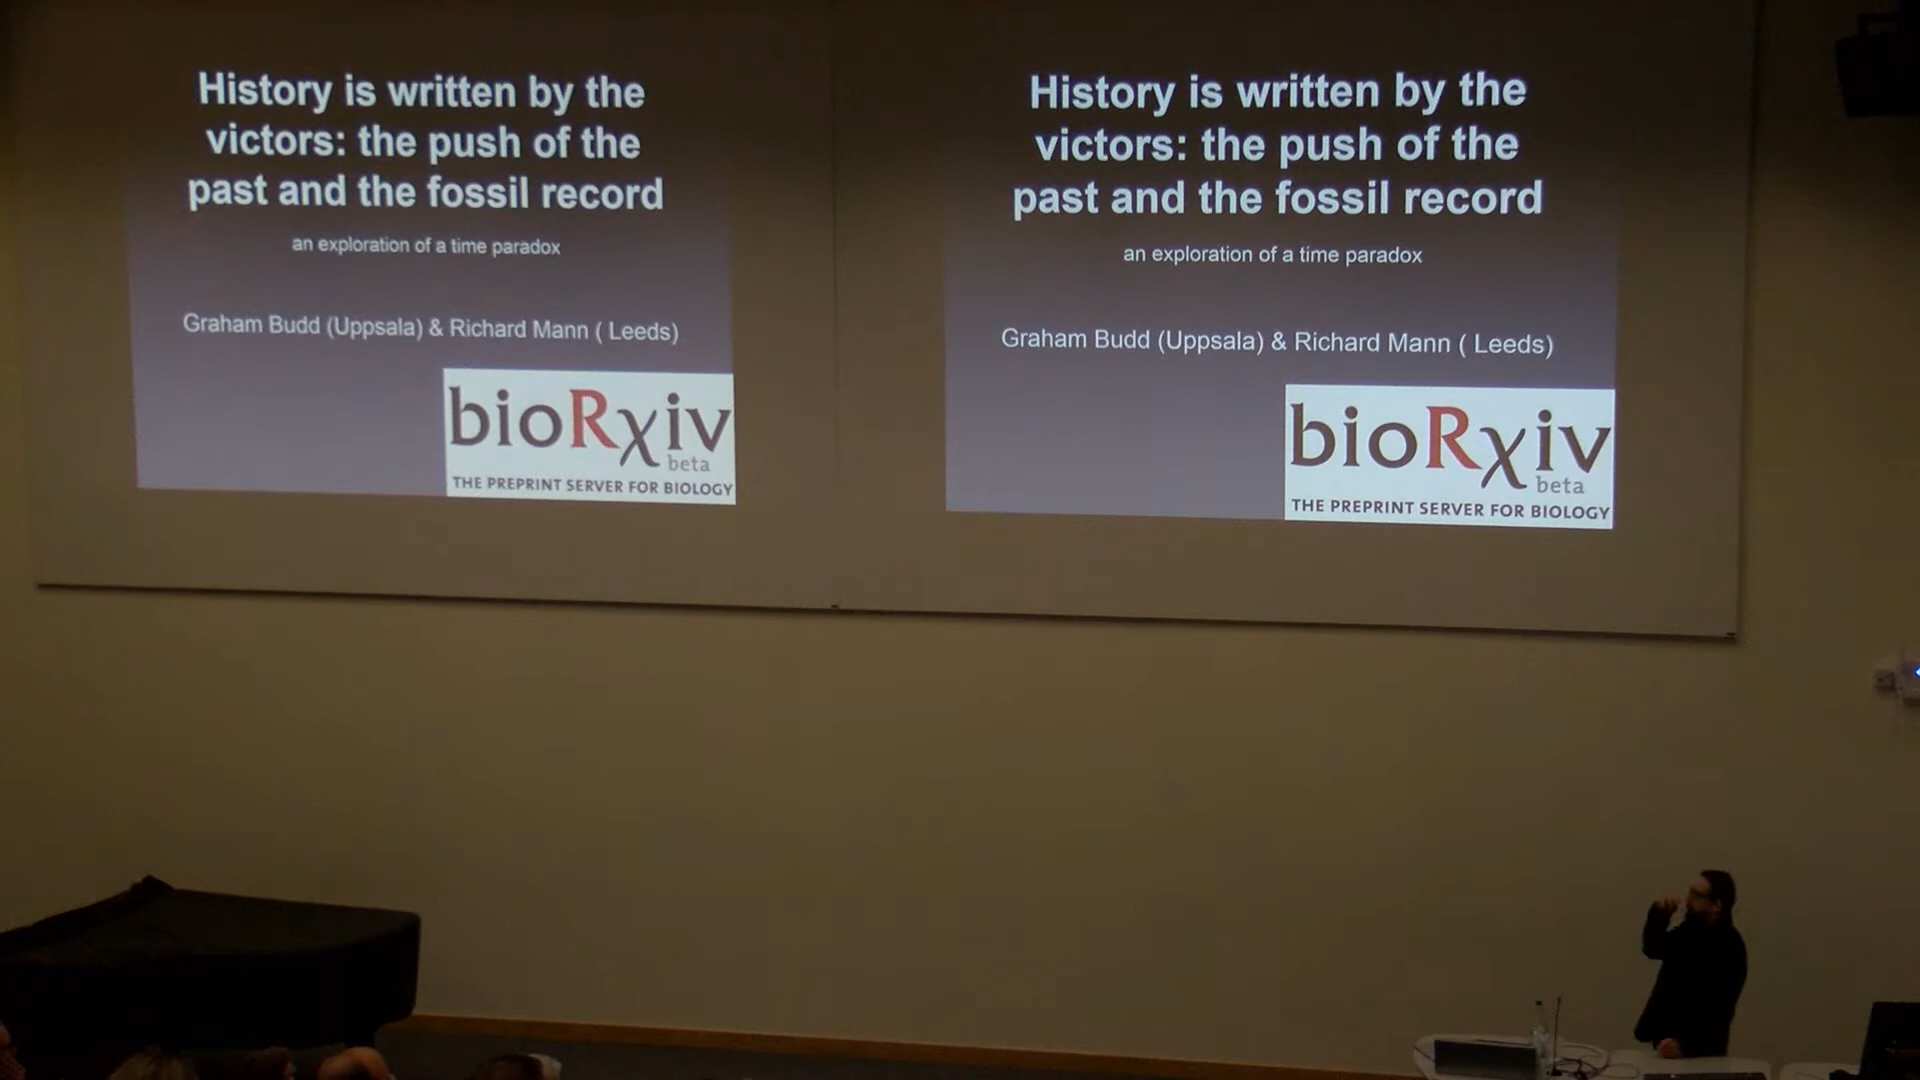 History is written by the
victors: the push of the
past and the fossil record
an exploration of a time paradox
Graham Budd (Uppsala) & Richard Mann ( Leeds)
bioRχiv
beta
THE PREPRINT SERVER FOR BIOLOGY
History is written by the
victors: the push of the
past and the fossil record
an exploration of a time paradox
Graham Budd (Uppsala) & Richard Mann ( Leeds)
bioRχiv
beta
THE PREPRINT SERVER FOR BIOLOGY